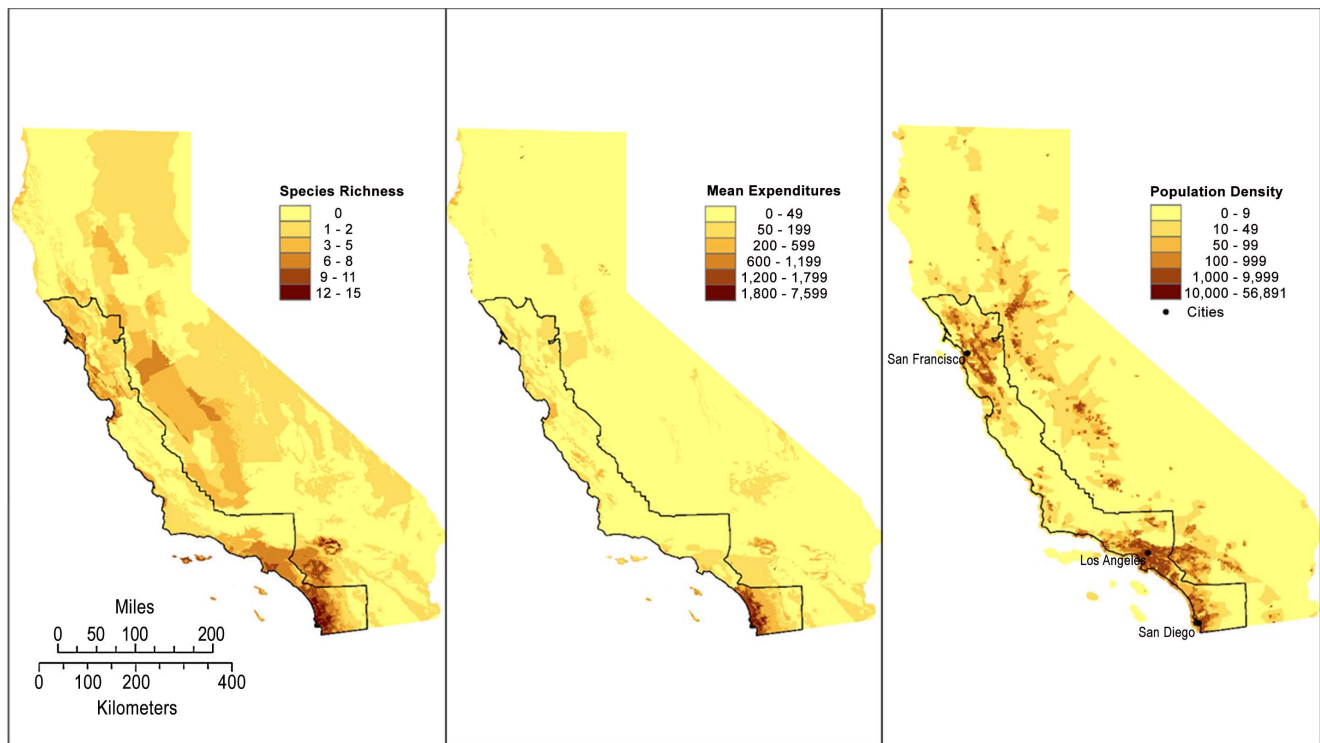 Species Richness
0
1 - 2
3 - 5
6 - 8
9 - 11
12 - 15
Miles
0 50 100 200
0 100 200 400
Kilometers
Mean Expenditures
0 - 49
50 - 199
200 - 599
600 - 1,199
1,200 - 1,799
1,800 - 7,599
Population Density
0 - 9
10 - 49
50 - 99
100 - 999
1,000 - 9,999
10,000 - 56,891
Cities
San Francisco
Los Angeles
San Diego